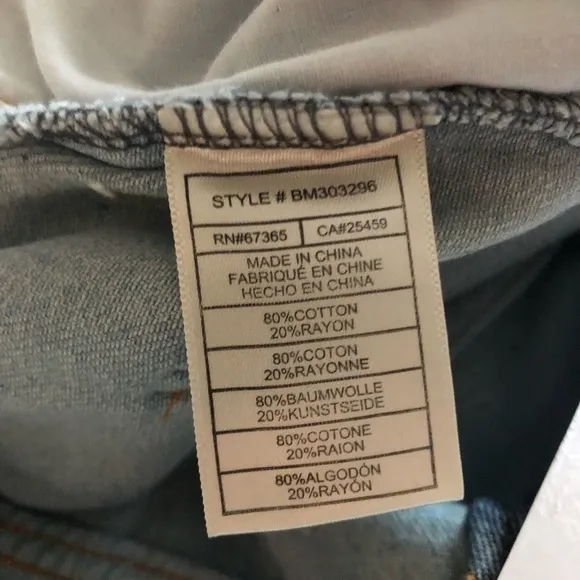 STYLE # BM303296
RN#67365 CA#25459
MADE IN CHINA
FABRIQUÉ EN CHINE
HECHO EN CHINA
80%COTTON
20%RAYON
80%COTON
20%RAYONNE
80%BAUMWOLLE
20%KUNSTSEIDE
80%COTONE
20%RAION
80%ALGODÓN
20%RAYÓN